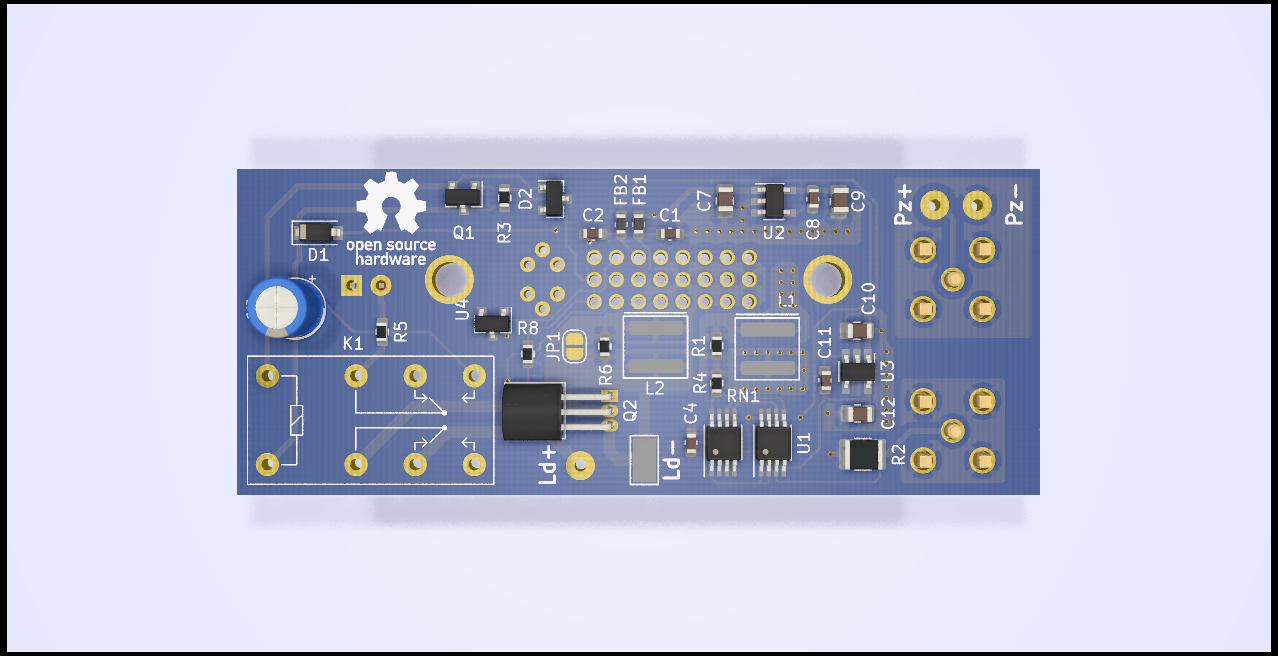 FB2
FB1
Pz+
Pz-
D2
C7
C9
Q1
R3
C2
C1
U2
C8
open source
hardware
D1
+
U4
L1
C10
R5
K1
R8
JP1
R1
C11
U3
R6
L2
R4
RN1
Q2
C4
C12
U1
R2
Ld+
Ld-